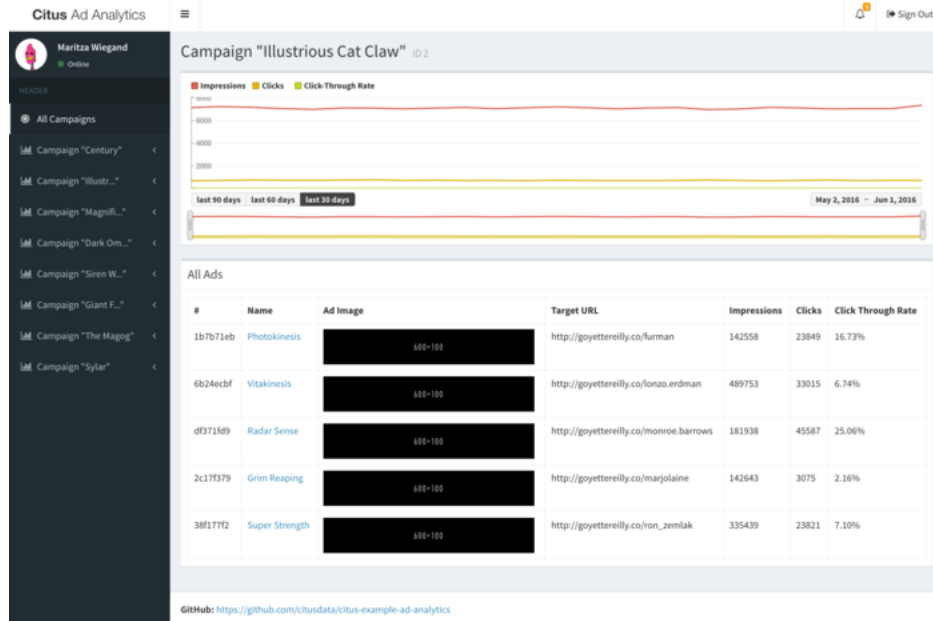 Citus Ad Analytics
1
Sign Out
Maritza Wiegand
Online
HEADER
All Campaigns
Campaign "Century"
Campaign "Illustr..."
Campaign "Magnifi..."
Campaign "Dark Om..."
Campaign "Siren W..."
Campaign "Giant F..."
Campaign "The Magog"
Campaign "Sylar"
Campaign "Illustrious Cat Claw" ID 2
Impressions Clicks Click-Through Rate
8000
6000
4000
2000
last 90 days last 60 days last 30 days May 2, 2016 – Jun 1, 2016
All Ads
# Name Ad Image Target URL Impressions Clicks Click Through Rate
1b7b71eb Photokinesis 600×100 http://goyettereilly.co/furman 142558 23849 16.73%
6b24ecbf Vitakinesis 600×100 http://goyettereilly.co/lonzo.erdman 489753 33015 6.74%
df371fd9 Radar Sense 600×100 http://goyettereilly.co/monroe.barrows 181938 45587 25.06%
2c17f379 Grim Reaping 600×100 http://goyettereilly.co/marjolaine 142643 3075 2.16%
38f177f2 Super Strength 600×100 http://goyettereilly.co/ron_zemlak 335439 23821 7.10%
GitHub: https://github.com/citusdata/citus-example-ad-analytics